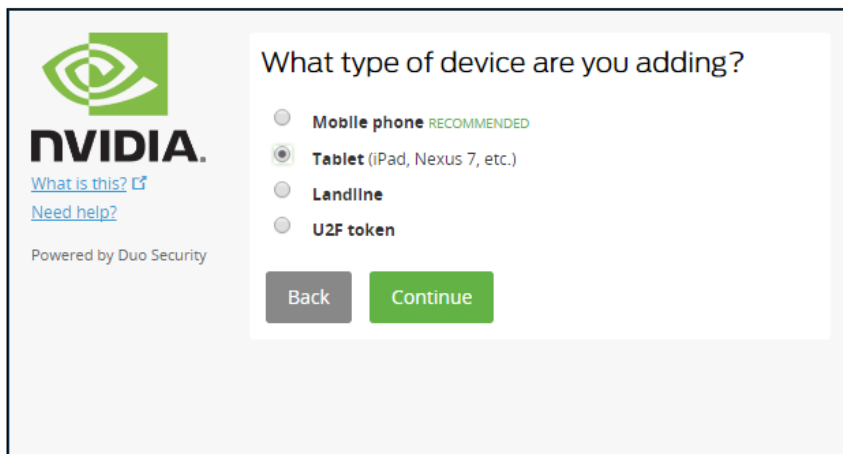 nVIDIA.
What is this?
Need help?
Powered by Duo Security
What type of device are you adding?
Mobile phone RECOMMENDED
Tablet (iPad, Nexus 7, etc.)
Landline
U2F token
Back
Continue